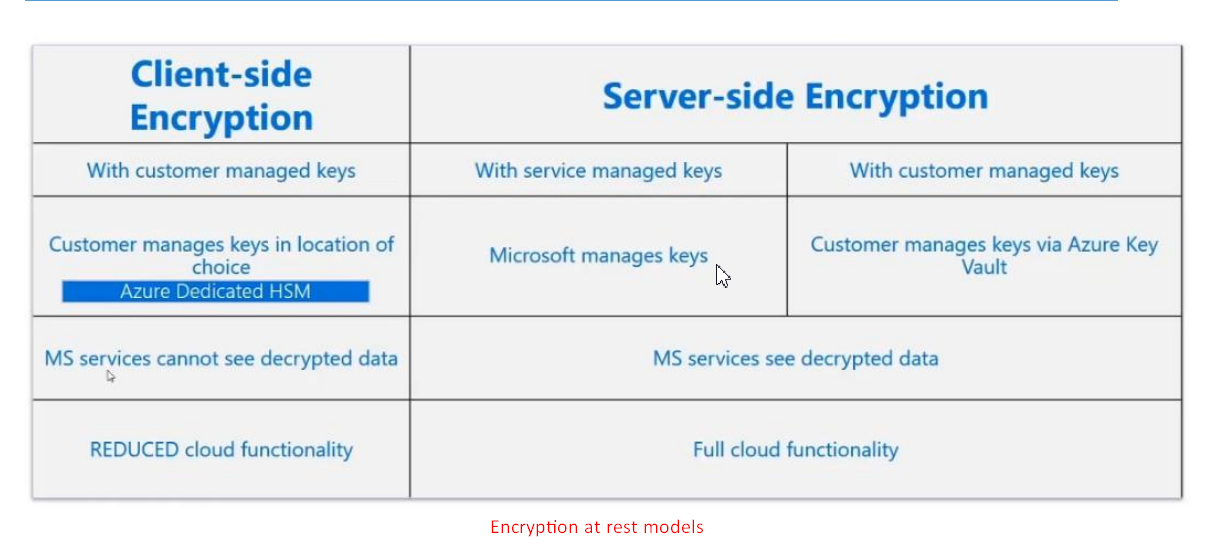 Client-side
Encryption
Server-side Encryption
With customer managed keys
With service managed keys
With customer managed keys
Customer manages keys in location of
choice
Azure Dedicated HSM
Microsoft manages keys
Customer manages keys via Azure Key
Vault
MS services cannot see decrypted data
MS services see decrypted data
REDUCED cloud functionality
Full cloud functionality
Encryption at rest models